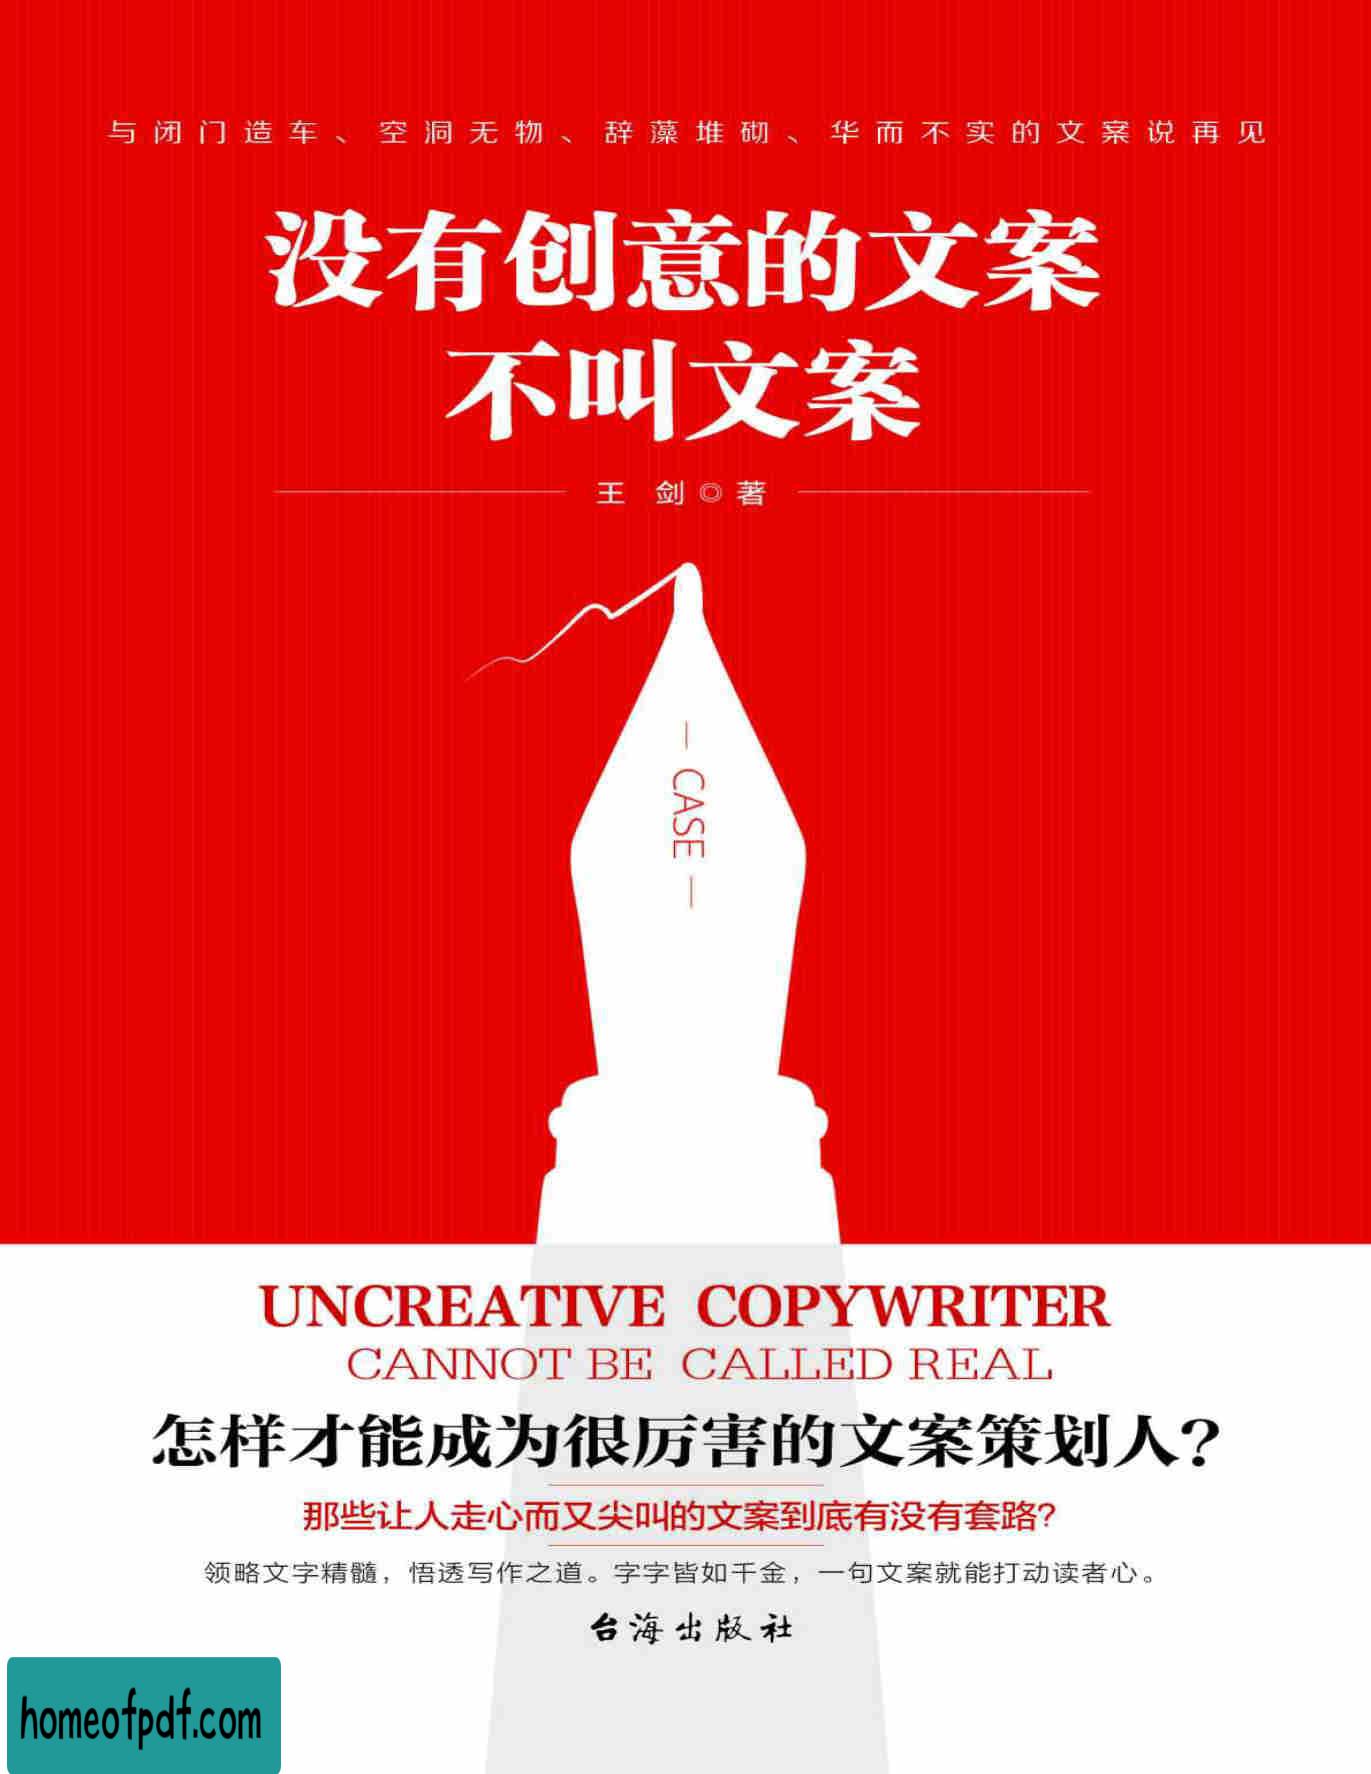 与闭门造车、空洞无物、辞藻堆砌、华而不实的文案说再见
没有创意的文案
不叫文案
王 剑◎著
CASE
UNCREATIVE COPYWRITER
CANNOT BE CALLED REAL
怎样才能成为很厉害的文案策划人?
那些让人走心而又尖叫的文案到底有没有套路?
领略文字精髓，悟透写作之道。字字皆如千金，一句文案就能打动读者心。
台海出版社
homeofpdf.com